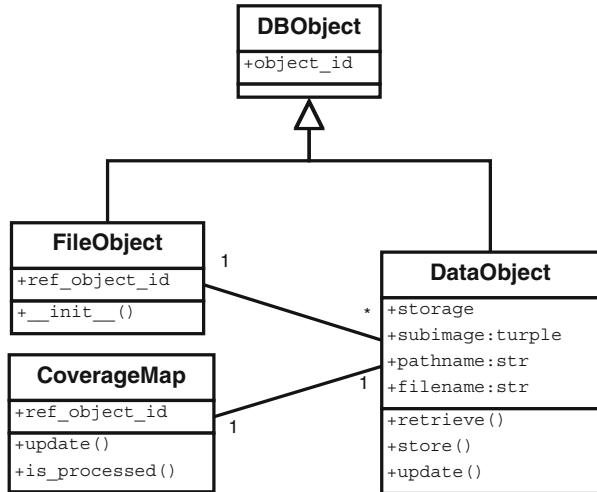 DBObject
+object_id
FileObject
+ref_object_id
+__init__()
1
*
DataObject
+storage
+subimage:turple
+pathname:str
+filename:str
+retrieve()
+store()
+update()
CoverageMap
+ref_object_id
+update()
+is_processed()
1
1